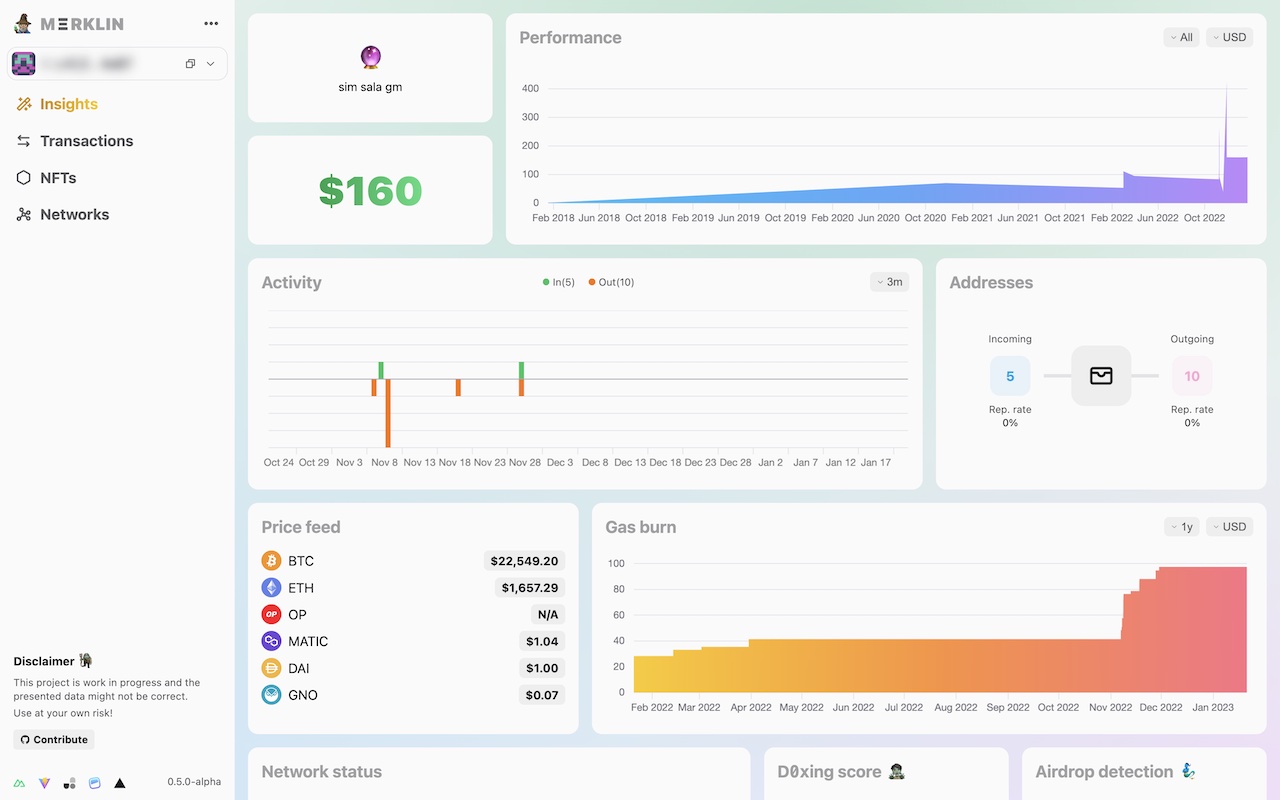 MΞRKLIN
Insights
Transactions
NFTs
Networks
Disclaimer
This project is work in progress and the
presented data might not be correct.
Use at your own risk!
Contribute
0.5.0-alpha
sim sala gm
$160
Performance
All
USD
400
300
200
100
0
Feb 2018 Jun 2018 Oct 2018 Feb 2019 Jun 2019 Oct 2019 Feb 2020 Jun 2020 Oct 2020 Feb 2021 Jun 2021 Oct 2021 Feb 2022 Jun 2022 Oct 2022
Activity
In(5) Out(10)
3m
Oct 24 Oct 29 Nov 3 Nov 8 Nov 13 Nov 18 Nov 23 Nov 28 Dec 3 Dec 8 Dec 13 Dec 18 Dec 23 Dec 28 Jan 2 Jan 7 Jan 12 Jan 17
Addresses
Incoming Outgoing
5 10
Rep. rate Rep. rate
0% 0%
Price feed
BTC $22,549.20
ETH $1,657.29
OP OP N/A
MATIC $1.04
DAI $1.00
GNO $0.07
Gas burn
1y
USD
100
80
60
40
20
0
Feb 2022 Mar 2022 Apr 2022 May 2022 Jun 2022 Jul 2022 Aug 2022 Sep 2022 Oct 2022 Nov 2022 Dec 2022 Jan 2023
Network status
D0xing score
Airdrop detection